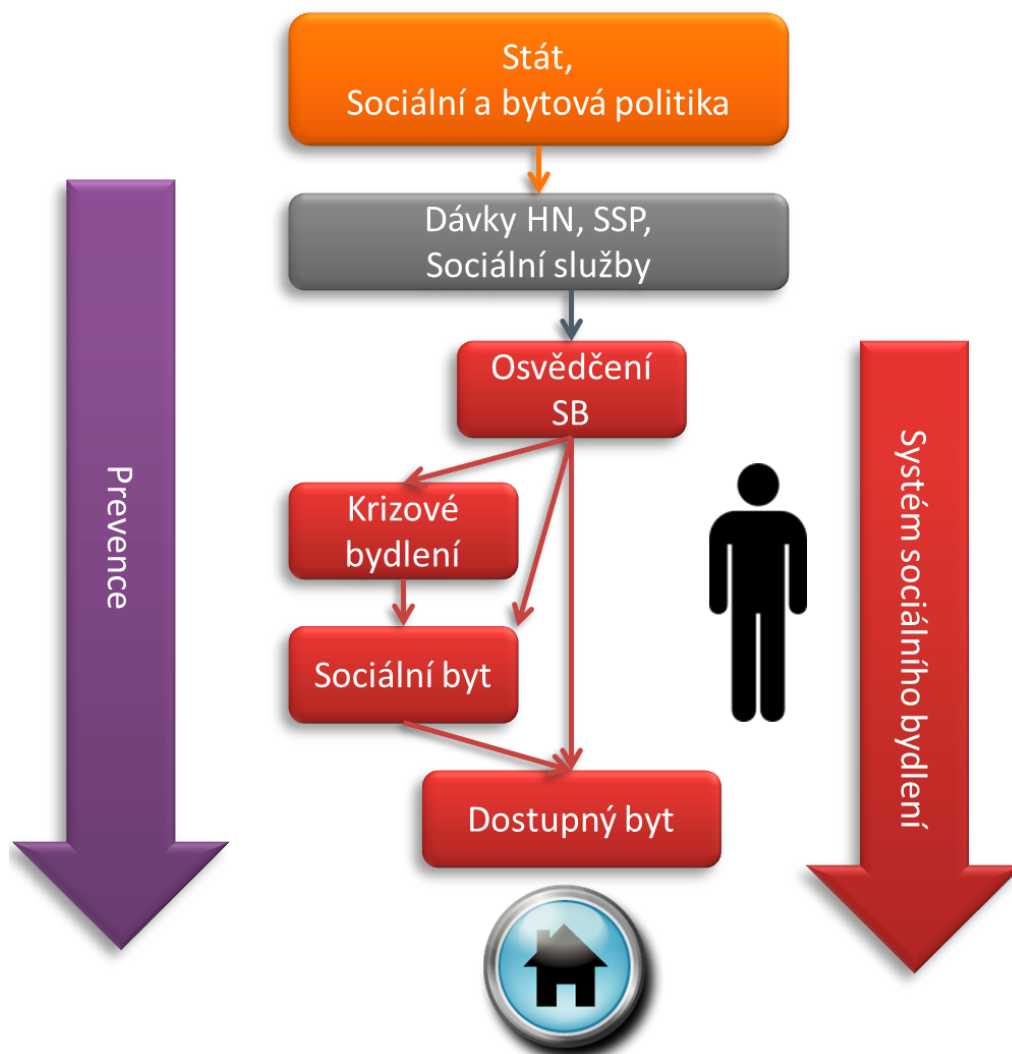 Stát,
Sociální a bytová politika
Dávky HN, SSP,
Sociální služby
Osvědčení
SB
Krizové
bydlení
Sociální byt
Dostupný byt
Prevence
Systém sociálního bydlení